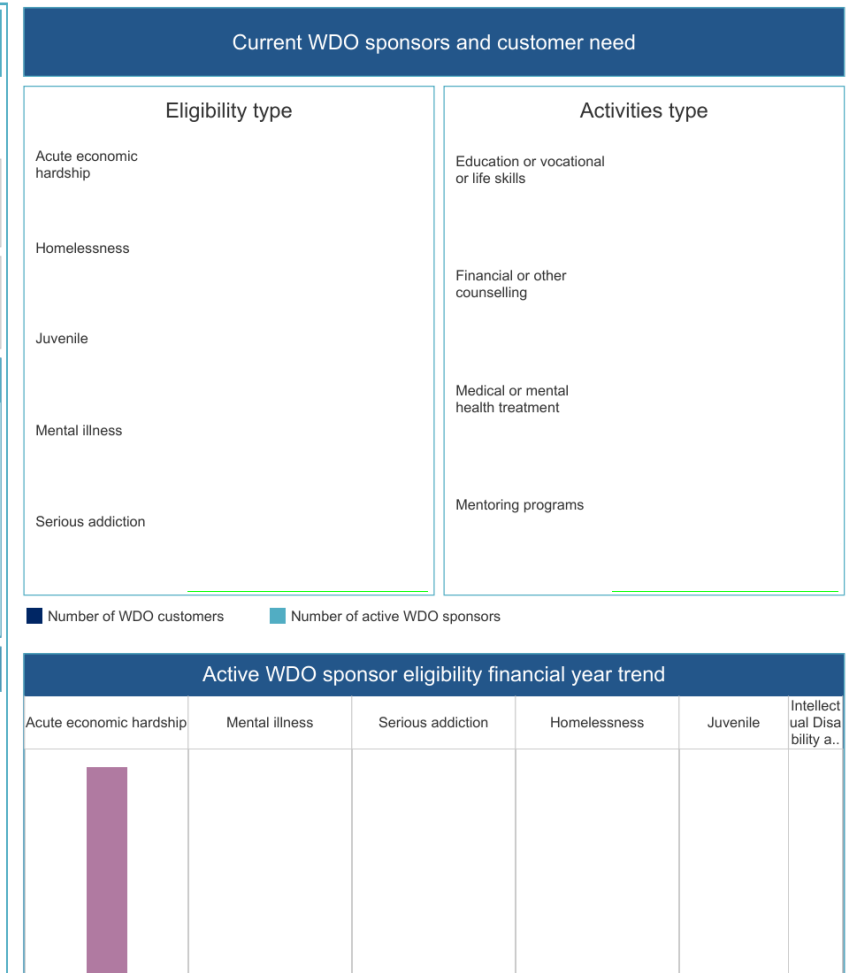 Current WDO sponsors and customer need
Eligibility type
Acute economic
hardship
Homelessness
Juvenile
Mental illness
Serious addiction
Activities type
Education or vocational
or life skills
Financial or other
counselling
Medical or mental
health treatment
Mentoring programs
Number of WDO customers
Number of active WDO sponsors
Active WDO sponsor eligibility financial year trend
Acute economic hardship
Mental illness
Serious addiction
Homelessness
Juvenile
Intellect
ual Disa
bility a..